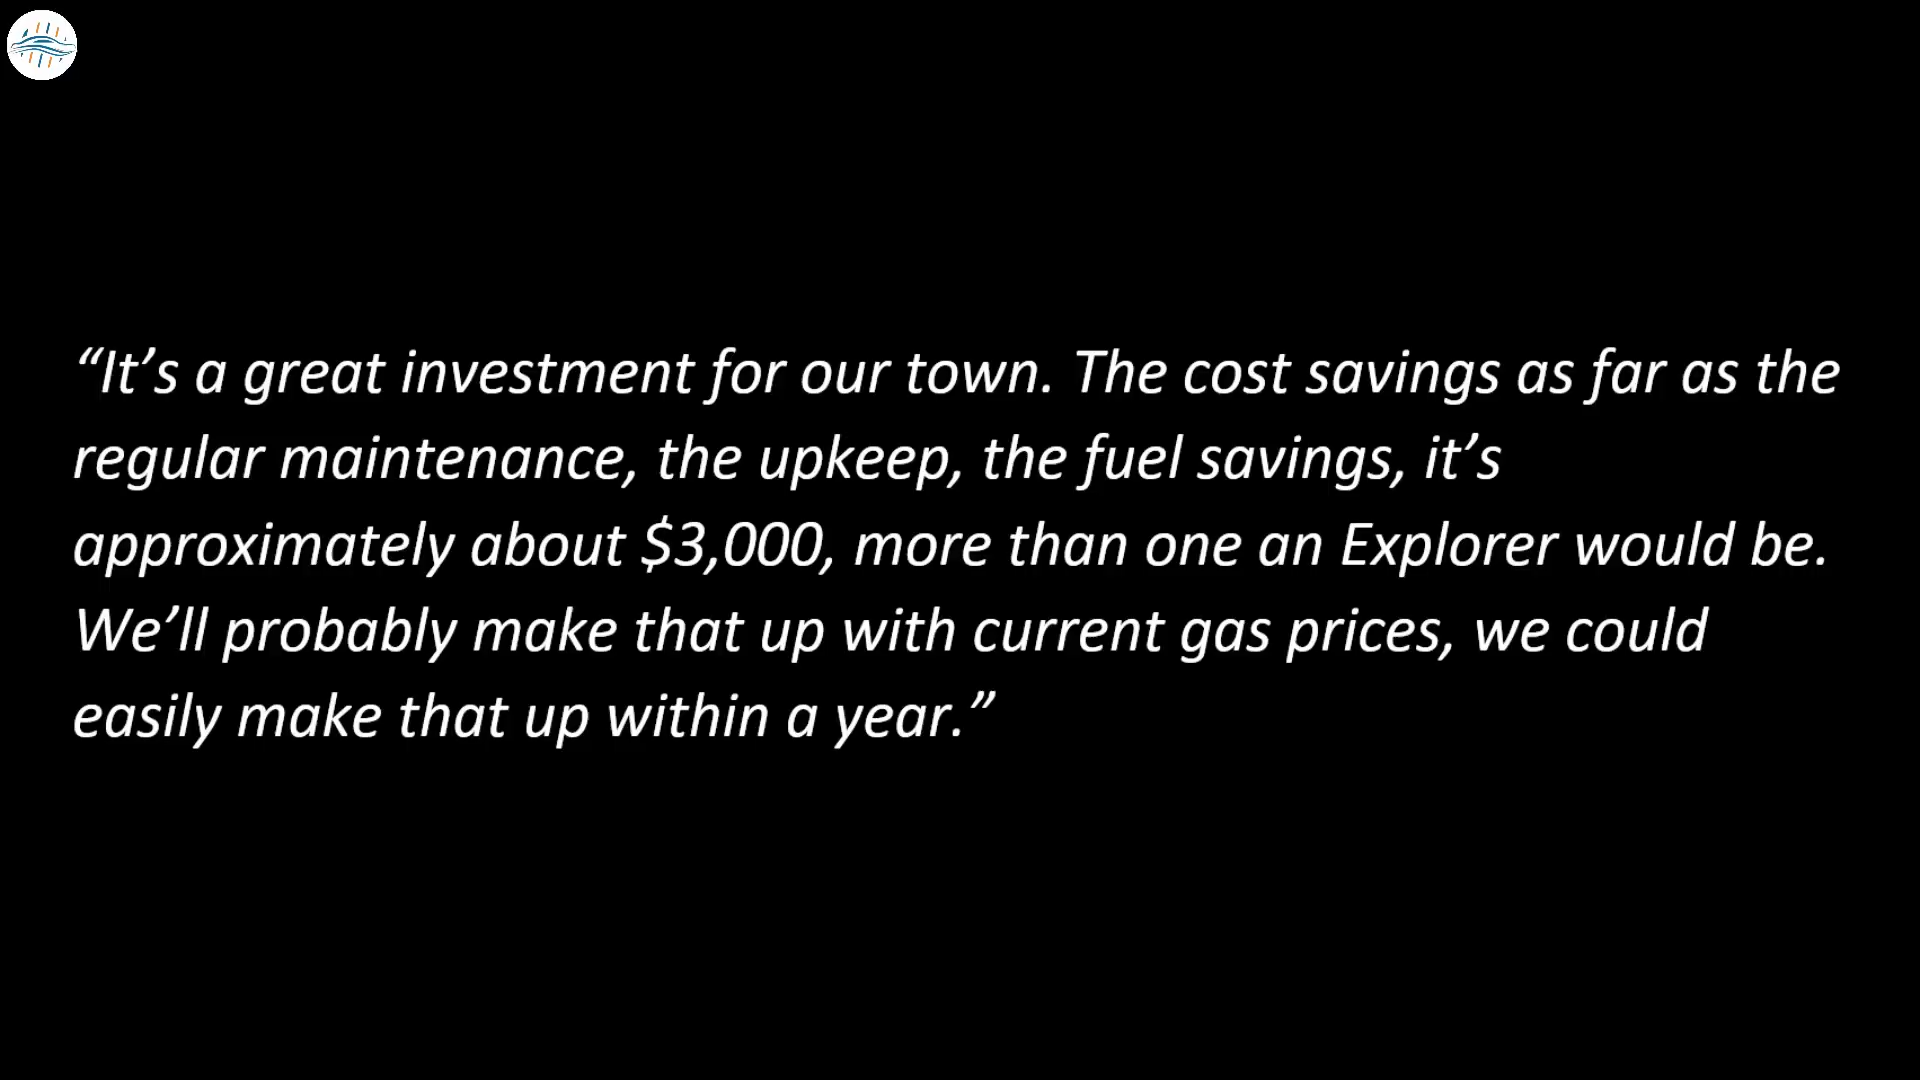 “It’s a great investment for our town. The cost savings as far as the
regular maintenance, the upkeep, the fuel savings, it’s
approximately about $3,000, more than one an Explorer would be.
We’ll probably make that up with current gas prices, we could
easily make that up within a year.”